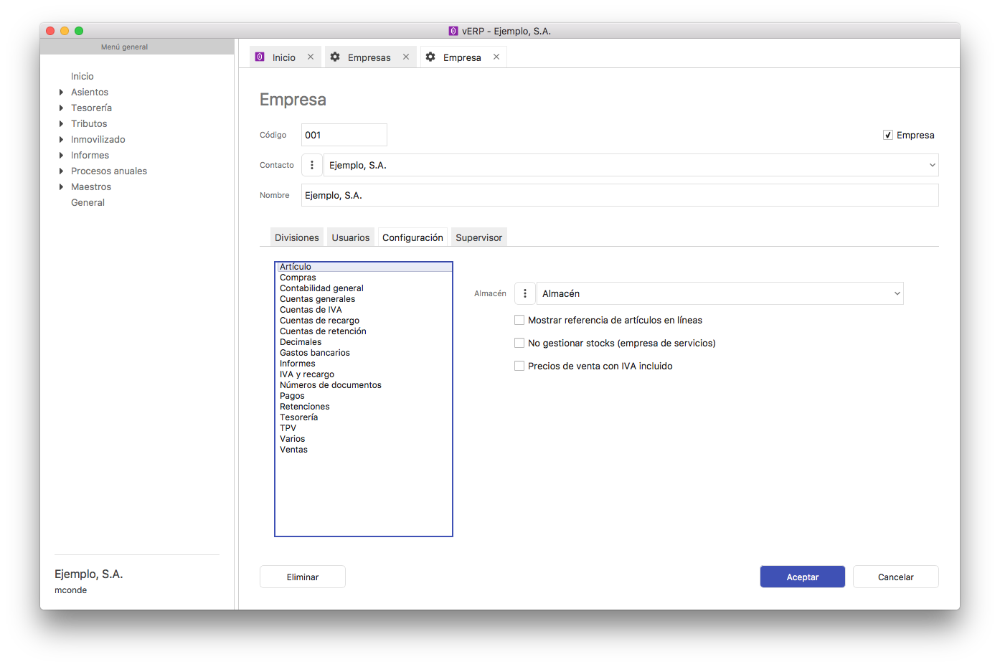 vERP - Ejemplo, S.A.
Menú general
Inicio
Asientos
Tesorería
Tributos
Inmovilizado
Informes
Procesos anuales
Maestros
General
Ejemplo, S.A.
mconde
Inicio
Empresas
Empresa
Empresa
Código 001
Empresa
Contacto Ejemplo, S.A.
Nombre Ejemplo, S.A.
Divisiones Usuarios Configuración Supervisor
Artículo
Compras
Contabilidad general
Cuentas generales
Cuentas de IVA
Cuentas de recargo
Cuentas de retención
Decimales
Gastos bancarios
Informes
IVA y recargo
Números de documentos
Pagos
Retenciones
Tesorería
TPV
Varios
Ventas
Almacén Almacén
Mostrar referencia de artículos en líneas
No gestionar stocks (empresa de servicios)
Precios de venta con IVA incluido
Eliminar
Aceptar
Cancelar